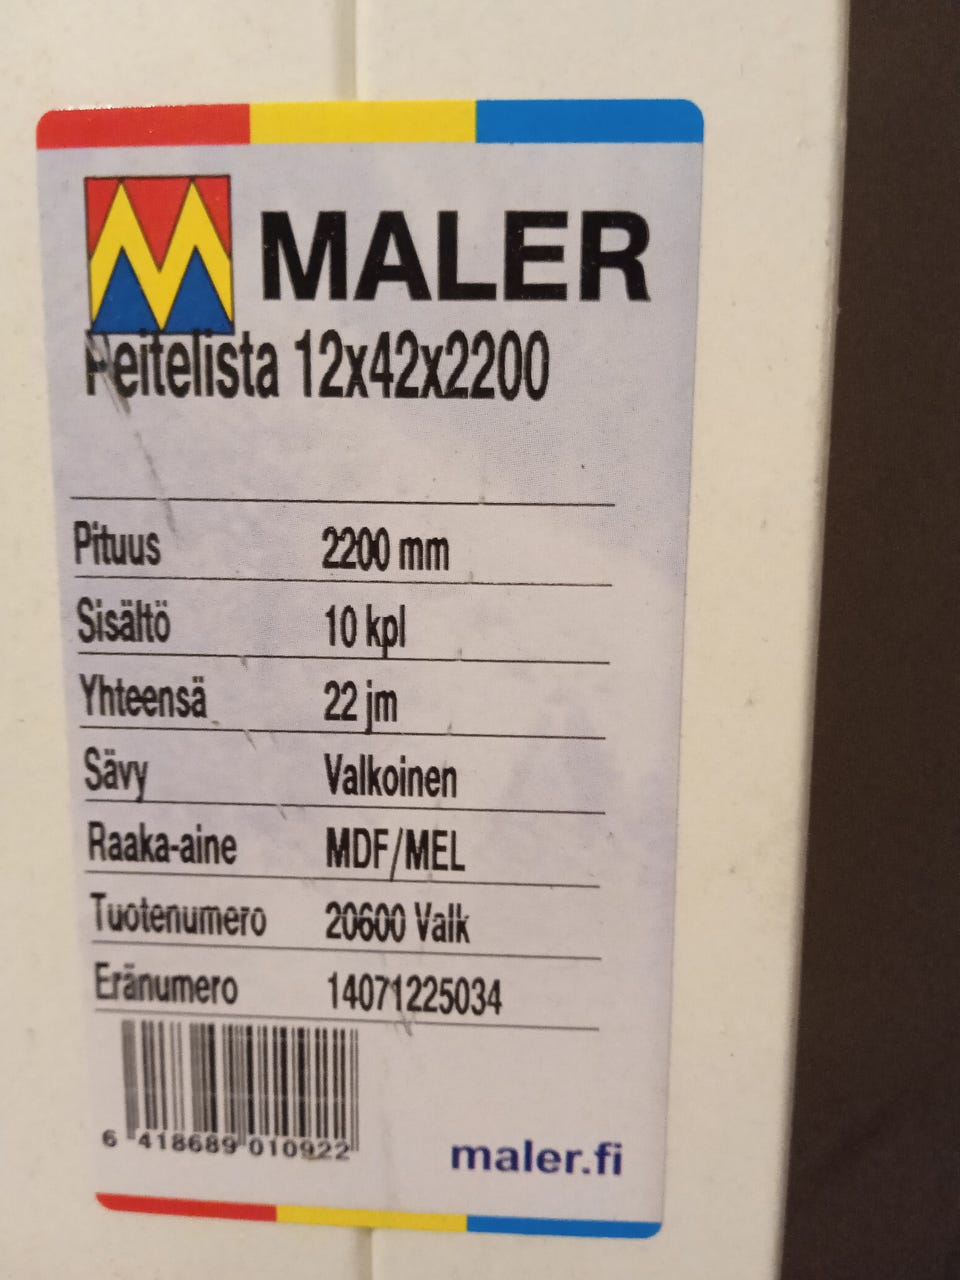 MALER
Peitelista 12x42x2200
Pituus 2200 mm
Sisältö 10 kpl
Yhteensä 22 jm
Sävy Valkoinen
Raaka-aine MDF/MEL
Tuotenumero 20600 Valk
Eränumero 14071225034
6 418689 010922
maler.fi